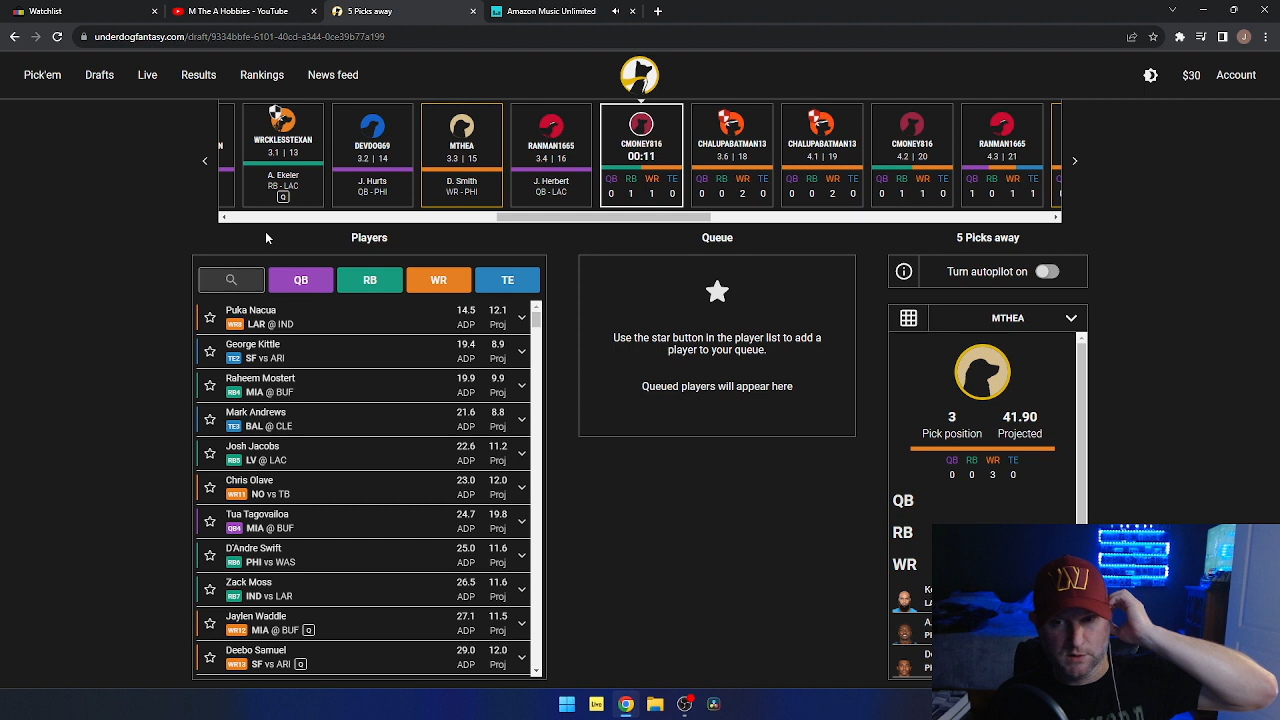 Watchlist
M The A Hobbies - YouTube
5 Picks away
Amazon Music Unlimited
underdogfantasy.com/draft/9334bbfe-6101-40cd-a344-0ce39b77a199
J
Pick'em
Drafts
Live
Results
Rankings
News feed
$30
Account
WRCKLESSTEXAN
3.1 | 13
A. Ekeler
RB - LAC
Q
DEVDOG69
3.2 | 14
J. Hurts
QB - PHI
MTHEA
3.3 | 15
D. Smith
WR - PHI
RANMAN1665
3.4 | 16
J. Herbert
QB - LAC
CMONEY816
00:11
QB RB WR TE
0 1 1 0
CHALUPABATMAN13
3.6 | 18
QB RB WR TE
0 0 2 0
CHALUPABATMAN13
4.1 | 19
QB RB WR TE
0 0 2 0
CMONEY816
4.2 | 20
QB RB WR TE
0 1 1 0
RANMAN1665
4.3 | 21
QB RB WR TE
1 0 1 1
Players
Queue
5 Picks away
QB
RB
WR
TE
Turn autopilot on
Puka Nacua 14.5 12.1
WR8 LAR @ IND ADP Proj
George Kittle 19.4 8.9
TE2 SF vs ARI ADP Proj
Raheem Mostert 19.9 9.9
RB4 MIA @ BUF ADP Proj
Mark Andrews 21.6 8.8
TE3 BAL @ CLE ADP Proj
Josh Jacobs 22.6 11.2
RB5 LV @ LAC ADP Proj
Chris Olave 23.0 12.0
WR11 NO vs TB ADP Proj
Tua Tagovailoa 24.7 19.8
QB4 MIA @ BUF ADP Proj
D'Andre Swift 25.0 11.6
RB6 PHI vs WAS ADP Proj
Zack Moss 26.5 11.6
RB7 IND vs LAR ADP Proj
Jaylen Waddle 27.1 11.5
WR12 MIA @ BUF Q ADP Proj
Deebo Samuel 29.0 12.0
WR13 SF vs ARI Q ADP Proj
Use the star button in the player list to add a
player to your queue.
Queued players will appear here
MTHEA
3 41.90
Pick position Projected
QB RB WR TE
0 0 3 0
QB
RB
WR